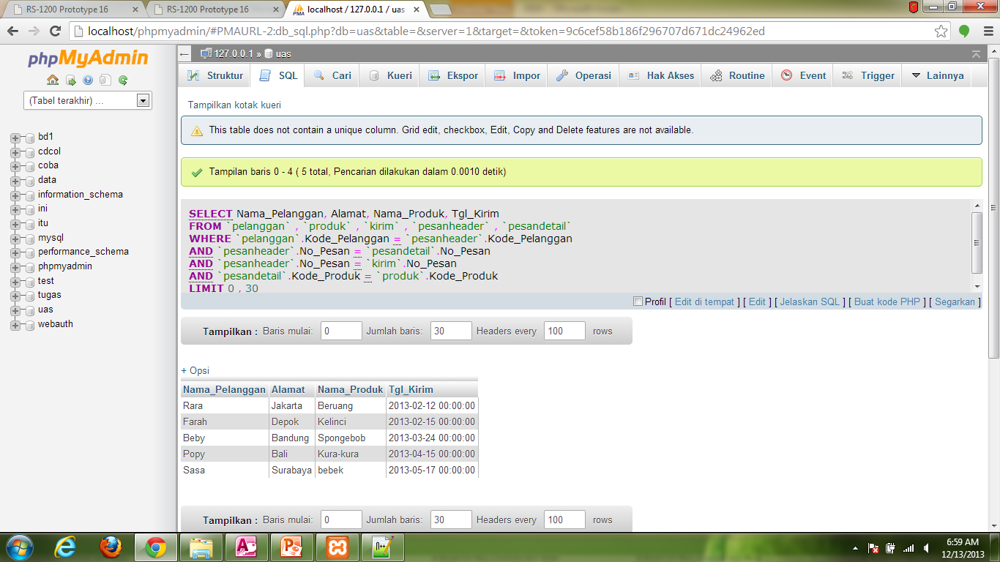 RS-1200 Prototype 16 × RS-1200 Prototype 16 × PMA localhost / 127.0.0.1 / uas ×
localhost/phpmyadmin/#PMAURL-2:db_sql.php?db=uas&table=&server=1&target=&token=9c6cef58b186f296707d671dc24962ed
phpMyAdmin
(Tabel terakhir) ...
bd1
cdcol
coba
data
information_schema
ini
itu
mysql
performance_schema
phpmyadmin
test
tugas
uas
webauth
127.0.0.1 » uas
Struktur SQL Cari Kueri Ekspor Impor Operasi Hak Akses Routine Event Trigger Lainnya
Tampilkan kotak kueri
This table does not contain a unique column. Grid edit, checkbox, Edit, Copy and Delete features are not available.
Tampilan baris 0 - 4 ( 5 total, Pencarian dilakukan dalam 0.0010 detik)
SELECT Nama_Pelanggan, Alamat, Nama_Produk, Tgl_Kirim
FROM `pelanggan` , `produk` , `kirim` , `pesanheader` , `pesandetail`
WHERE `pelanggan`.Kode_Pelanggan = `pesanheader`.Kode_Pelanggan
AND `pesanheader`.No_Pesan = `pesandetail`.No_Pesan
AND `pesanheader`.No_Pesan = `kirim`.No_Pesan
AND `pesandetail`.Kode_Produk = `produk`.Kode_Produk
LIMIT 0 , 30
Profil [ Edit di tempat ] [ Edit ] [ Jelaskan SQL ] [ Buat kode PHP ] [ Segarkan ]
Tampilkan : Baris mulai: 0 Jumlah baris: 30 Headers every 100 rows
+ Opsi
Nama_Pelanggan Alamat Nama_Produk Tgl_Kirim
Rara Jakarta Beruang 2013-02-12 00:00:00
Farah Depok Kelinci 2013-02-15 00:00:00
Beby Bandung Spongebob 2013-03-24 00:00:00
Popy Bali Kura-kura 2013-04-15 00:00:00
Sasa Surabaya bebek 2013-05-17 00:00:00
Tampilkan : Baris mulai: 0 Jumlah baris: 30 Headers every 100 rows
6:59 AM
12/13/2013